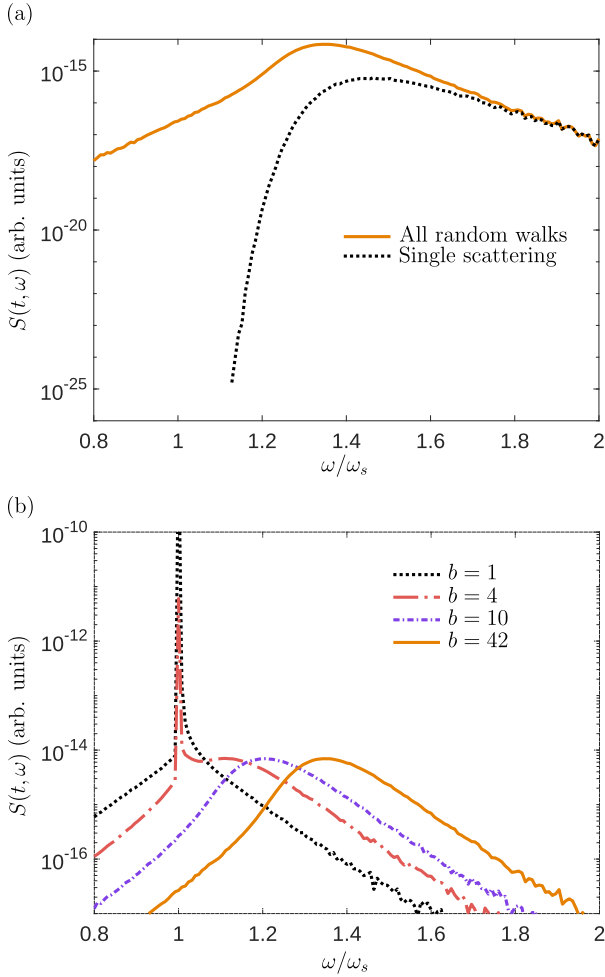 (a)
10^{-15}
10^{-20}
10^{-25}
S(t, ω) (arb. units)
All random walks
Single scattering
0.8 1 1.2 1.4 1.6 1.8 2
ω/ω_s
(b)
10^{-10}
10^{-12}
10^{-14}
10^{-16}
S(t, ω) (arb. units)
b = 1
b = 4
b = 10
b = 42
0.8 1 1.2 1.4 1.6 1.8 2
ω/ω_s